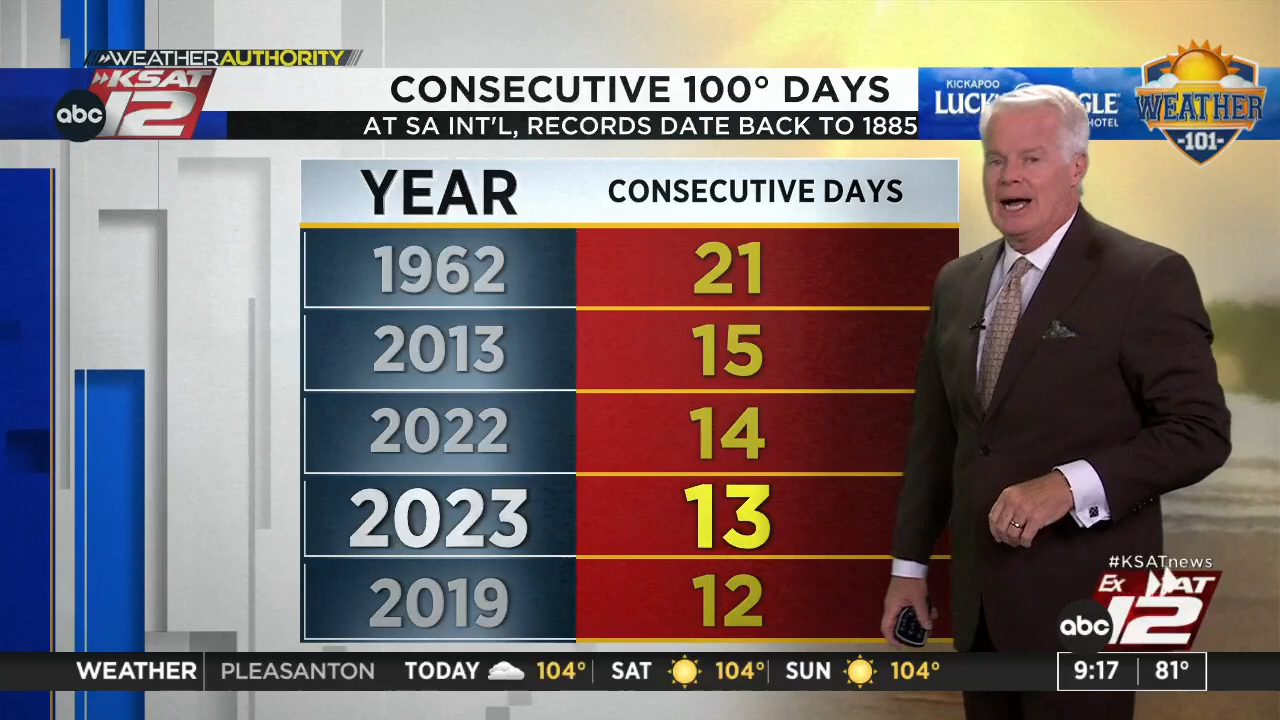 WEATHERAUTHORITY
KSAT
abc 12
CONSECUTIVE 100° DAYS
AT SA INT'L, RECORDS DATE BACK TO 1885
KICKAPOO
HOTEL
WEATHER
-101-
YEAR CONSECUTIVE DAYS
1962 21
2013 15
2022 14
2023 13
2019 12
#KSATnews
abc 12
WEATHER PLEASANTON TODAY 104° SAT 104° SUN 104°
9:17 81°